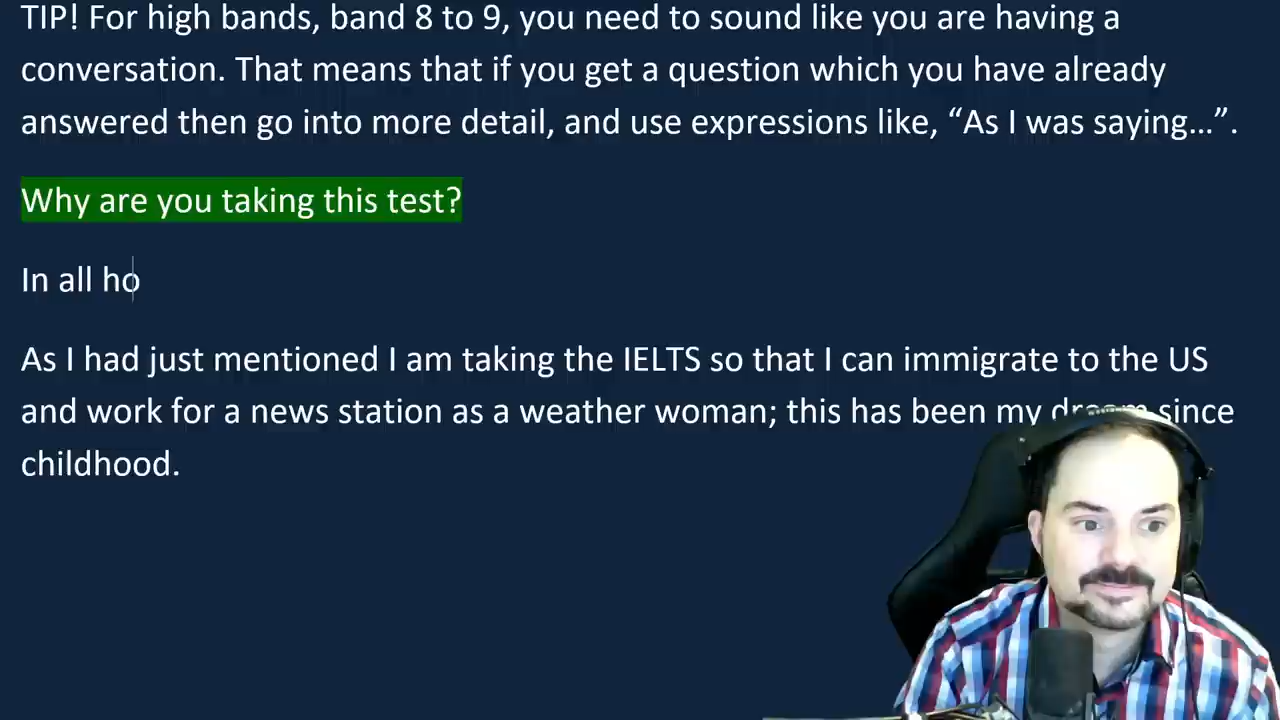 TIP! For high bands, band 8 to 9, you need to sound like you are having a
conversation. That means that if you get a question which you have already
answered then go into more detail, and use expressions like, “As I was saying…”.
Why are you taking this test?
In all ho
As I had just mentioned I am taking the IELTS so that I can immigrate to the US
and work for a news station as a weather woman; this has been my dream since
childhood.